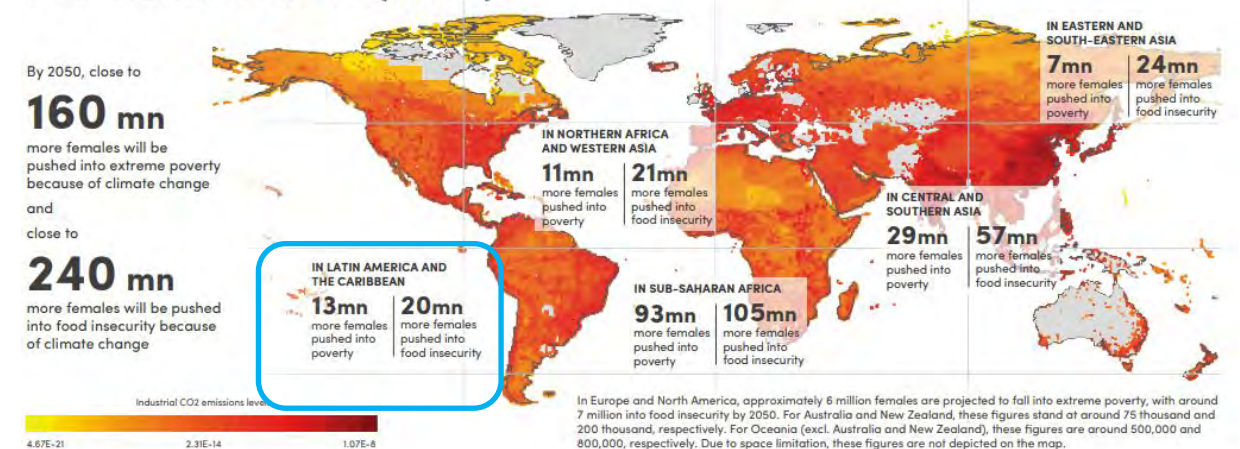 By 2050, close to
160 mn
more females will be
pushed into extreme poverty
because of climate change
and
close to
240 mn
more females will be pushed
into food insecurity because
of climate change
IN LATIN AMERICA AND
THE CARIBBEAN
13mn
more females
pushed into
poverty
20mn
more females
pushed into
food insecurity
IN NORTHERN AFRICA
AND WESTERN ASIA
11mn
more females
pushed into
poverty
21mn
more females
pushed into
food insecurity
IN SUB-SAHARAN AFRICA
93mn
more females
pushed into
poverty
105mn
more females
pushed into
food insecurity
IN EASTERN AND
SOUTH-EASTERN ASIA
7mn
more females
pushed into
poverty
24mn
more females
pushed into
food insecurity
IN CENTRAL AND
SOUTHERN ASIA
29mn
more females
pushed into
poverty
57mn
more females
pushed into
food insecurity
Industrial CO2 emissions
4.67E-21 2.31E-14 1.07E-8
In Europe and North America, approximately 6 million females are projected to fall into extreme poverty, with around
7 million into food insecurity by 2050. For Australia and New Zealand, these figures stand at around 75 thousand and
200 thousand, respectively. For Oceania (excl. Australia and New Zealand), these figures are around 500,000 and
800,000, respectively. Due to space limitation, these figures are not depicted on the map.